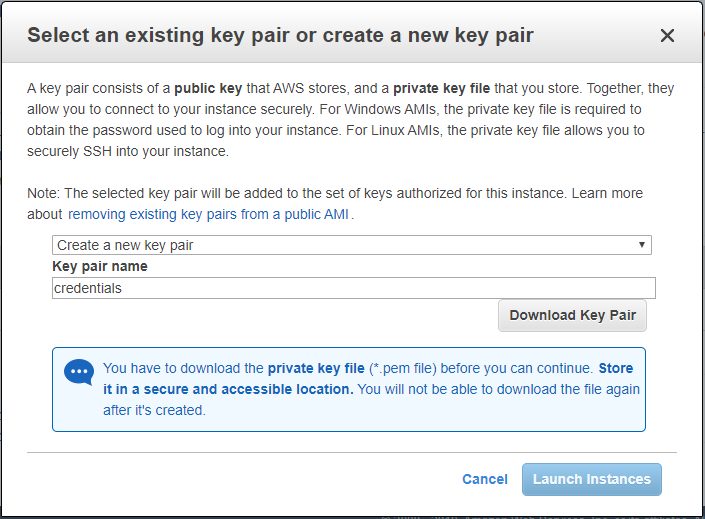 Select an existing key pair or create a new key pair
A key pair consists of a public key that AWS stores, and a private key file that you store. Together, they
allow you to connect to your instance securely. For Windows AMIs, the private key file is required to
obtain the password used to log into your instance. For Linux AMIs, the private key file allows you to
securely SSH into your instance.
Note: The selected key pair will be added to the set of keys authorized for this instance. Learn more
about removing existing key pairs from a public AMI.
Create a new key pair
Key pair name
credentials
Download Key Pair
You have to download the private key file (*.pem file) before you can continue. Store
it in a secure and accessible location. You will not be able to download the file again
after it's created.
Cancel Launch Instances